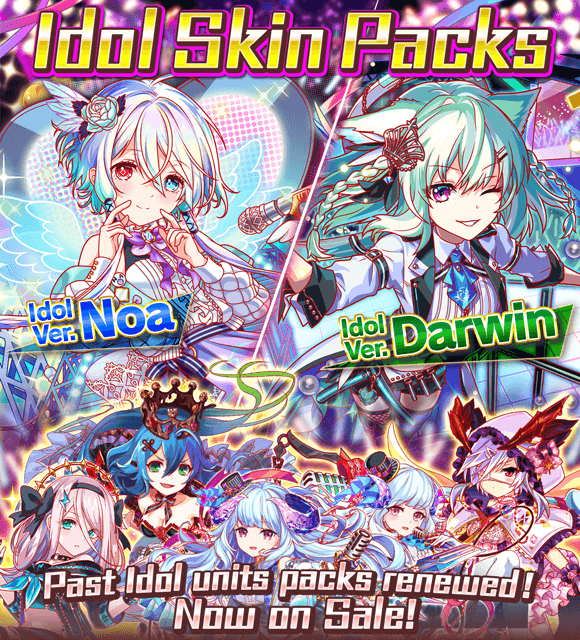 Idol Skin Packs
Idol
Ver. Noa
Idol
Ver. Darwin
Past Idol units packs renewed!
Now on Sale!